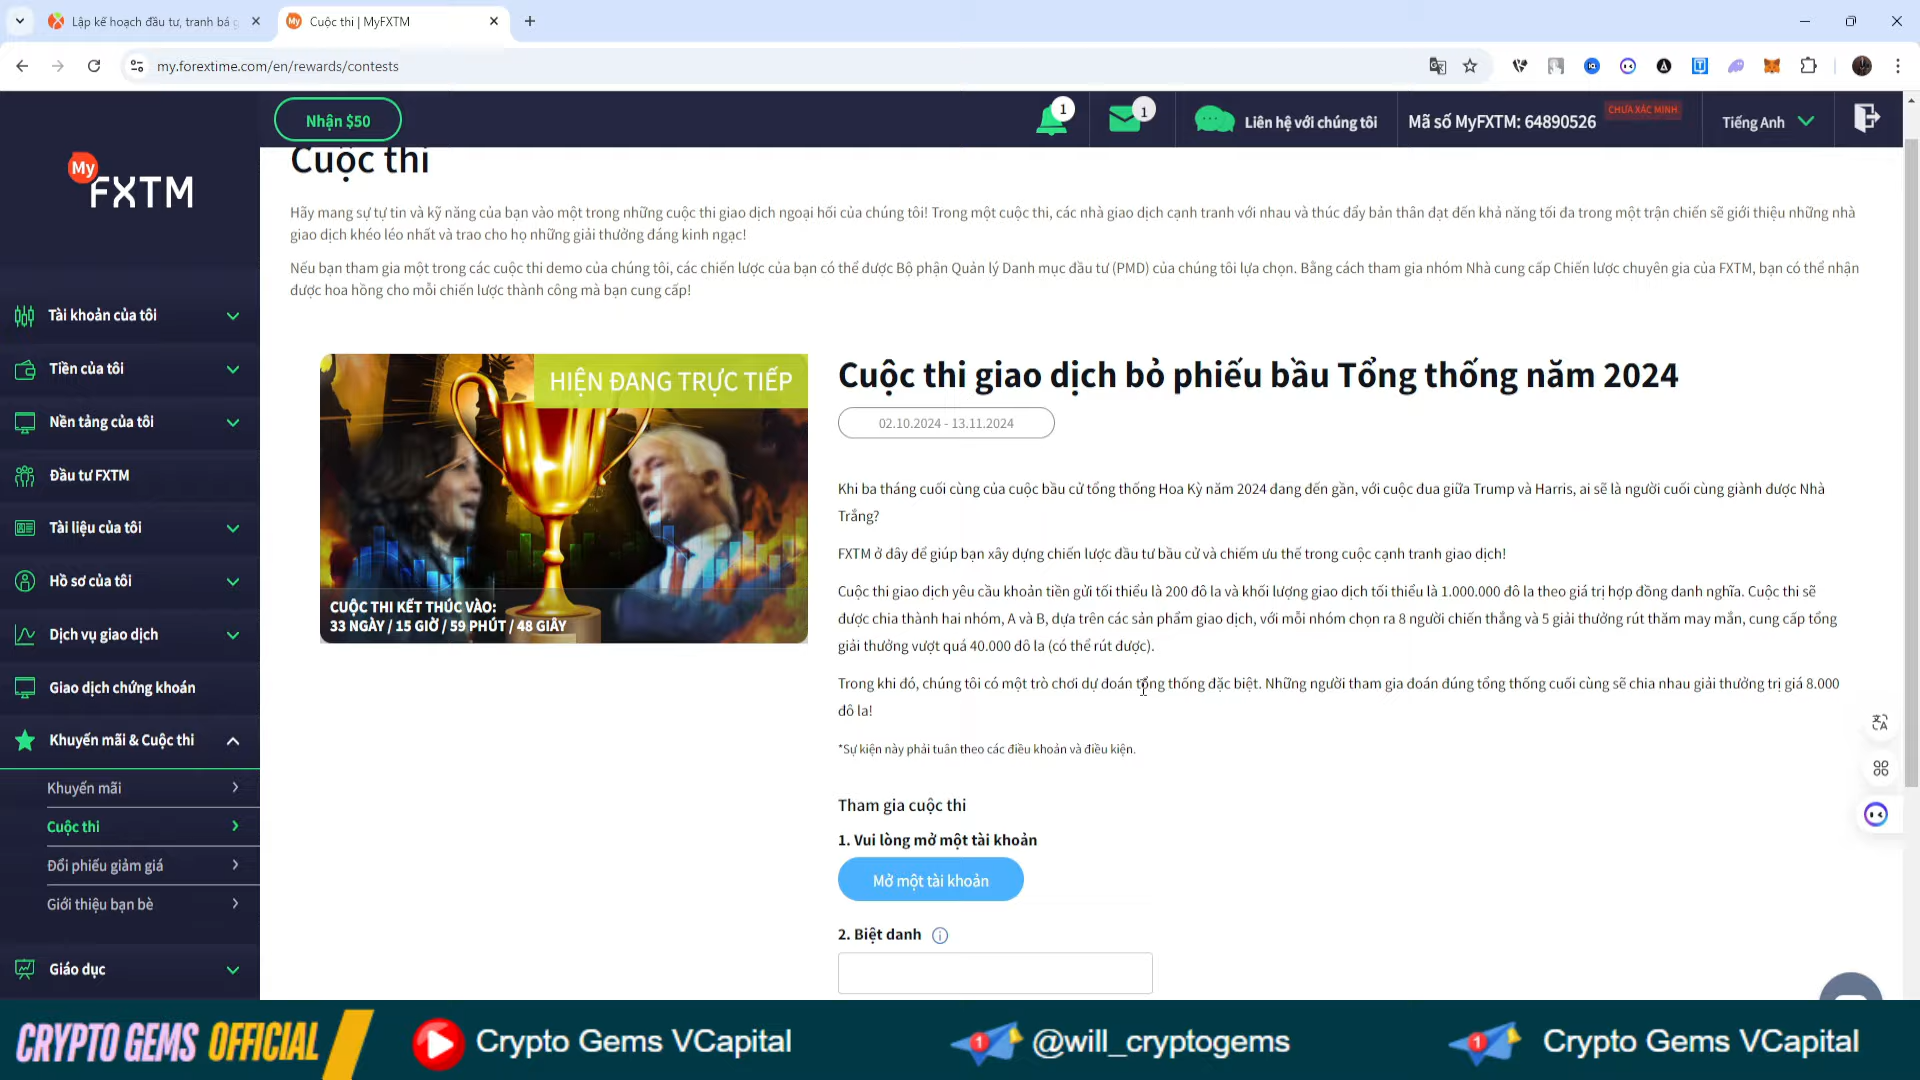 Lập kế hoạch đầu tư, tranh bá g
Cuộc thi | MyFXTM
my.forextime.com/en/rewards/contests
Nhận $50
1
1
Liên hệ với chúng tôi
Mã số MyFXTM: 64890526
CHƯA XÁC MINH
Tiếng Anh
My
FXTM
Tài khoản của tôi
Tiền của tôi
Nền tảng của tôi
Đầu tư FXTM
Tài liệu của tôi
Hồ sơ của tôi
Dịch vụ giao dịch
Giao dịch chứng khoán
Khuyến mãi & Cuộc thi
Khuyến mãi
Cuộc thi
Đổi phiếu giảm giá
Giới thiệu bạn bè
Giáo dục
Cuộc thi
Hãy mang sự tự tin và kỹ năng của bạn vào một trong những cuộc thi giao dịch ngoại hối của chúng tôi! Trong một cuộc thi, các nhà giao dịch cạnh tranh với nhau và thúc đẩy bản thân đạt đến khả năng tối đa trong một trận chiến sẽ giới thiệu những nhà
giao dịch khéo léo nhất và trao cho họ những giải thưởng đáng kinh ngạc!
Nếu bạn tham gia một trong các cuộc thi demo của chúng tôi, các chiến lược của bạn có thể được Bộ phận Quản lý Danh mục đầu tư (PMD) của chúng tôi lựa chọn. Bằng cách tham gia nhóm Nhà cung cấp Chiến lược chuyên gia của FXTM, bạn có thể nhận
được hoa hồng cho mỗi chiến lược thành công mà bạn cung cấp!
HIỆN ĐANG TRỰC TIẾP
CUỘC THI KẾT THÚC VÀO:
33 NGÀY / 15 GIỜ / 59 PHÚT / 48 GIÂY
Cuộc thi giao dịch bỏ phiếu bầu Tổng thống năm 2024
02.10.2024 - 13.11.2024
Khi ba tháng cuối cùng của cuộc bầu cử tổng thống Hoa Kỳ năm 2024 đang đến gần, với cuộc đua giữa Trump và Harris, ai sẽ là người cuối cùng giành được Nhà
Trắng?
FXTM ở đây để giúp bạn xây dựng chiến lược đầu tư bầu cử và chiếm ưu thế trong cuộc cạnh tranh giao dịch!
Cuộc thi giao dịch yêu cầu khoản tiền gửi tối thiểu là 200 đô la và khối lượng giao dịch tối thiểu là 1.000.000 đô la theo giá trị hợp đồng danh nghĩa. Cuộc thi sẽ
được chia thành hai nhóm, A và B, dựa trên các sản phẩm giao dịch, với mỗi nhóm chọn ra 8 người chiến thắng và 5 giải thưởng rút thăm may mắn, cung cấp tổng
giải thưởng vượt quá 40.000 đô la (có thể rút được).
Trong khi đó, chúng tôi có một trò chơi dự đoán tổng thống đặc biệt. Những người tham gia đoán đúng tổng thống cuối cùng sẽ chia nhau giải thưởng trị giá 8.000
đô la!
*Sự kiện này phải tuân theo các điều khoản và điều kiện.
Tham gia cuộc thi
1. Vui lòng mở một tài khoản
Mở một tài khoản
2. Biệt danh
CRYPTO GEMS OFFICIAL
Crypto Gems VCapital
1
@will_cryptogems
1
Crypto Gems VCapital